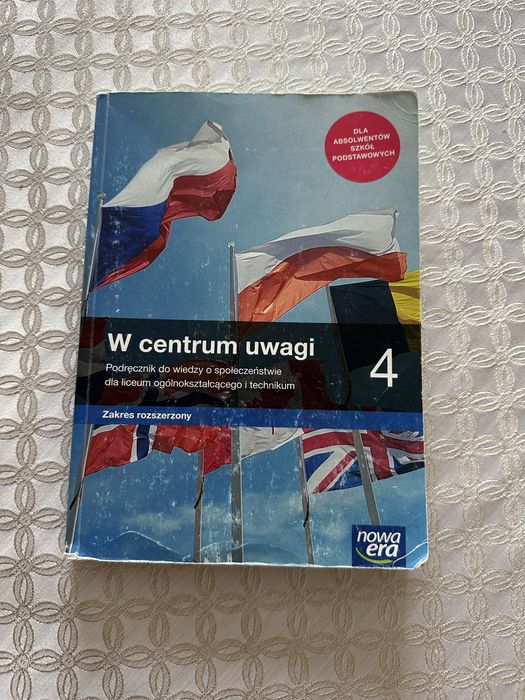 DLA
ABSOLWENTÓW
SZKÓŁ
PODSTAWOWYCH
W centrum uwagi
Podręcznik do wiedzy o społeczeństwie
dla liceum ogólnokształcącego i technikum
4
Zakres rozszerzony
nowa
era